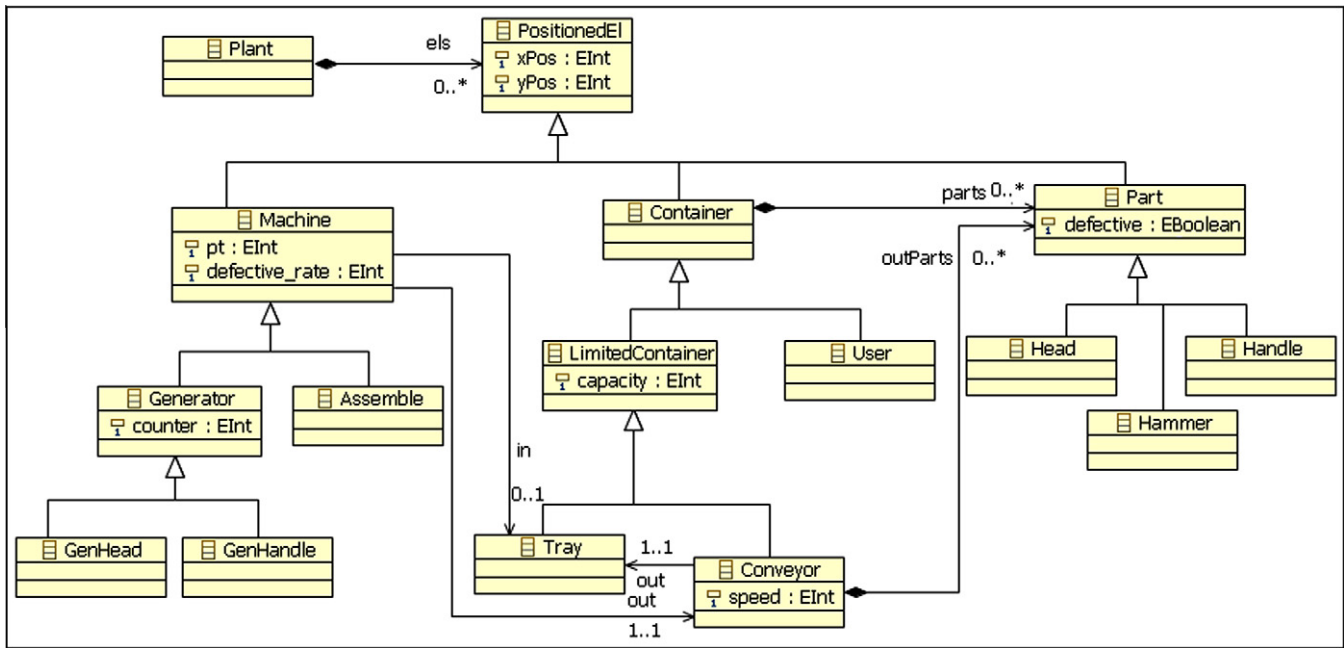 Plant
els
0..*
PositionedEl
xPos : EInt
yPos : EInt
Machine
pt : EInt
defective_rate : EInt
Container
parts 0..*
Part
defective : EBoolean
outParts 0..*
LimitedContainer
capacity : EInt
User
Head
Handle
Hammer
Generator
counter : EInt
Assemble
in
0..1
GenHead
GenHandle
Tray
1..1
out
out
1..1
Conveyor
speed : EInt